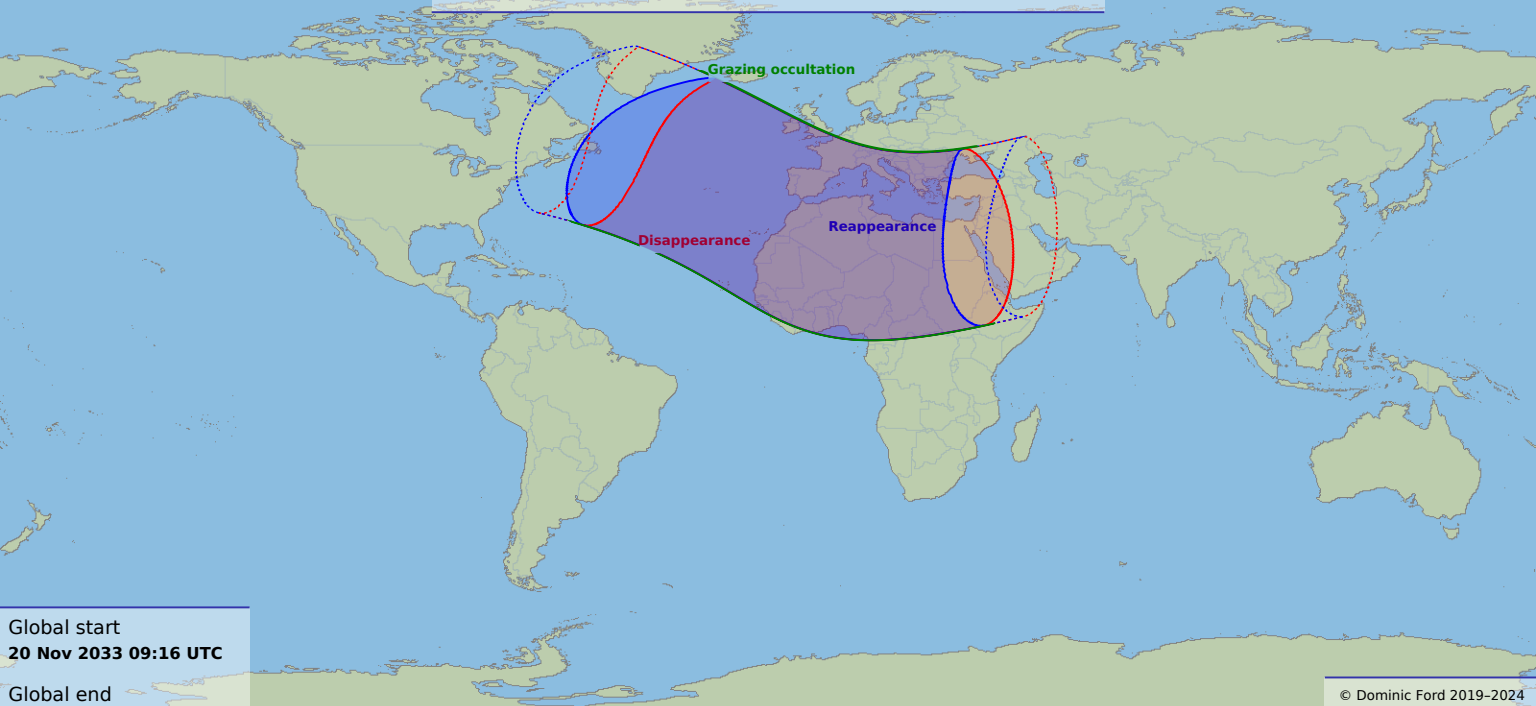 Grazing occultation
Reappearance
Disappearance
Global start
20 Nov 2033 09:16 UTC
Global end
© Dominic Ford 2019–2024